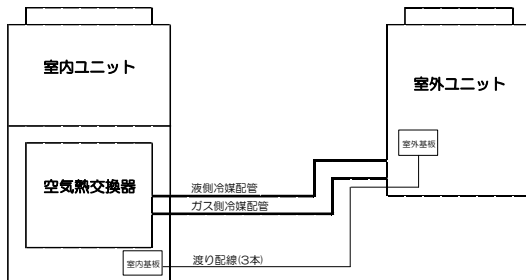 室内ユニット
室外ユニット
室外基板
空気熱交換器
液側冷媒配管
ガス側冷媒配管
室内基板
渡り配線(3本)